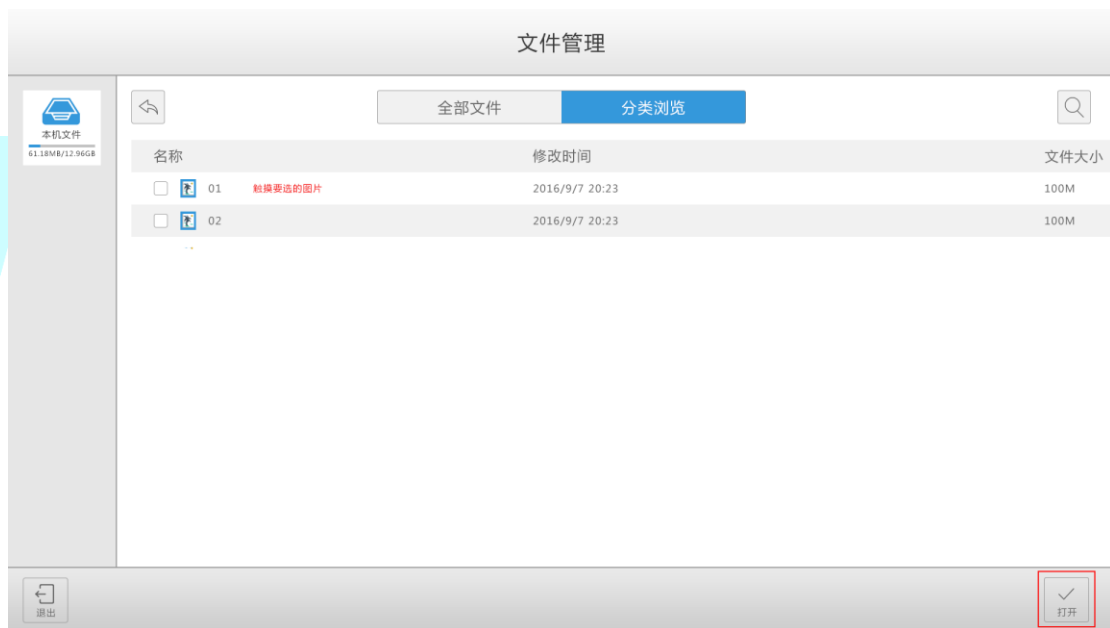 文件管理
本机文件
61.18MB/12.96GB
全部文件 分类浏览
名称 修改时间 文件大小
01 触摸要选的图片 2016/9/7 20:23 100M
02 2016/9/7 20:23 100M
退出 打开